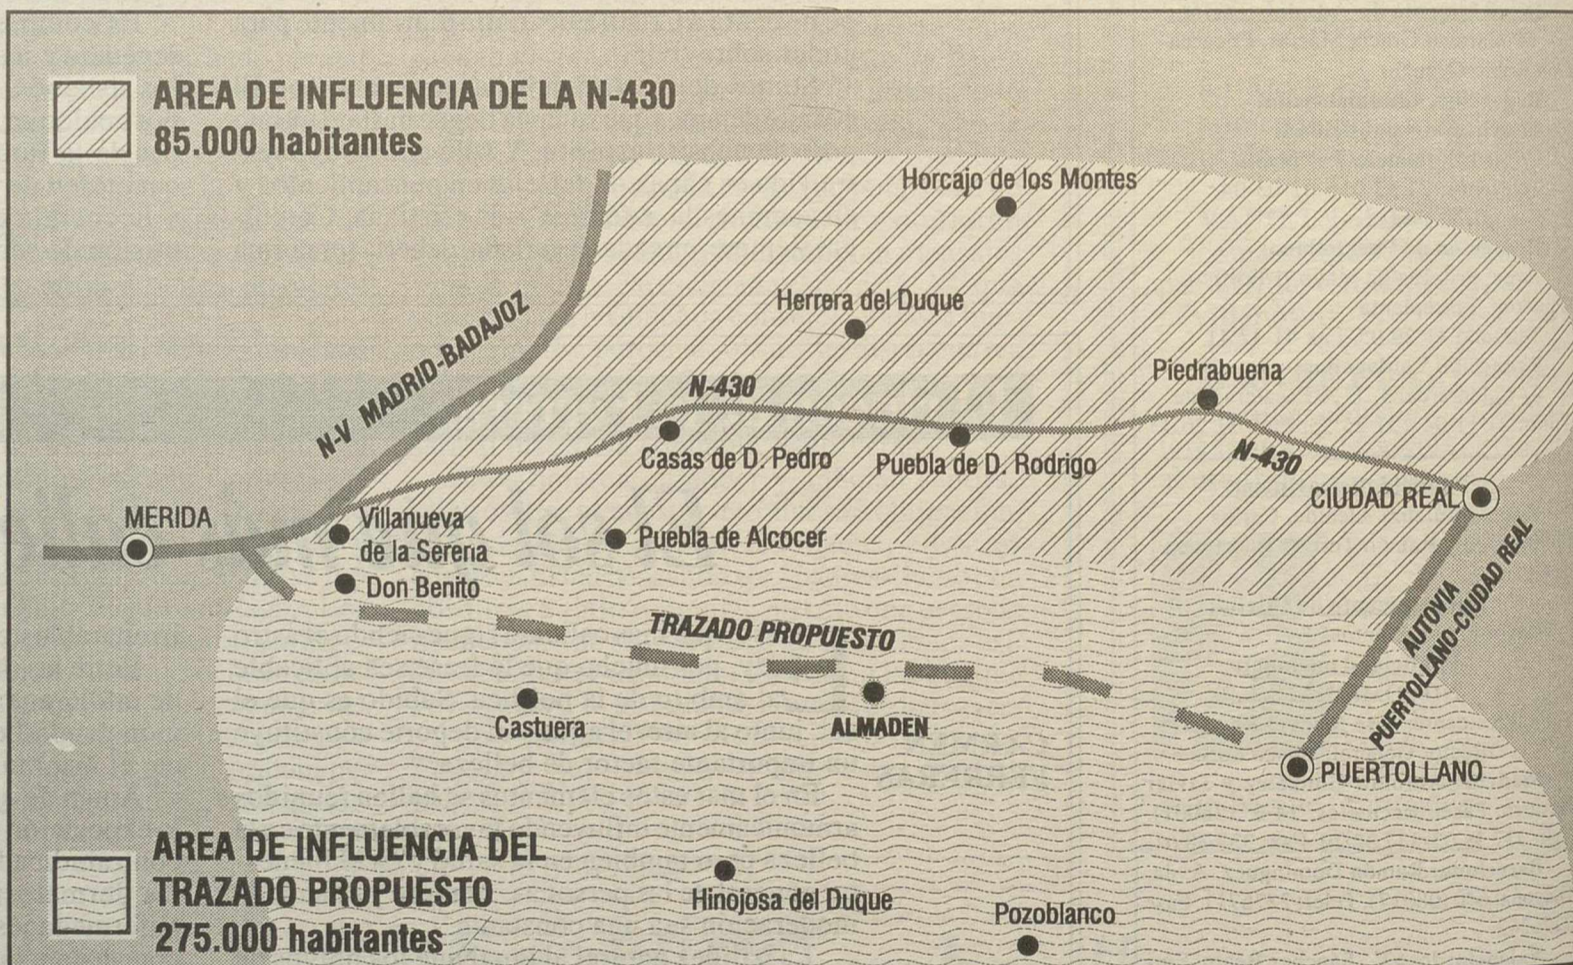 AREA DE INFLUENCIA DE LA N-430
85.000 habitantes
Horcajo de los Montes
Herrera del Duque
N-V MADRID-BADAJOZ
Piedrabuena
N-430
Casas de D. Pedro
Puebla de D. Rodrigo
N-430
CIUDAD REAL
MERIDA
Villanueva
de la Serena
Puebla de Alcocer
Don Benito
TRAZADO PROPUESTO
AUTOVIA
PUERTOLLANO-CIUDAD REAL
Castuera
ALMADEN
PUERTOLLANO
AREA DE INFLUENCIA DEL
TRAZADO PROPUESTO
275.000 habitantes
Hinojosa del Duque
Pozoblanco